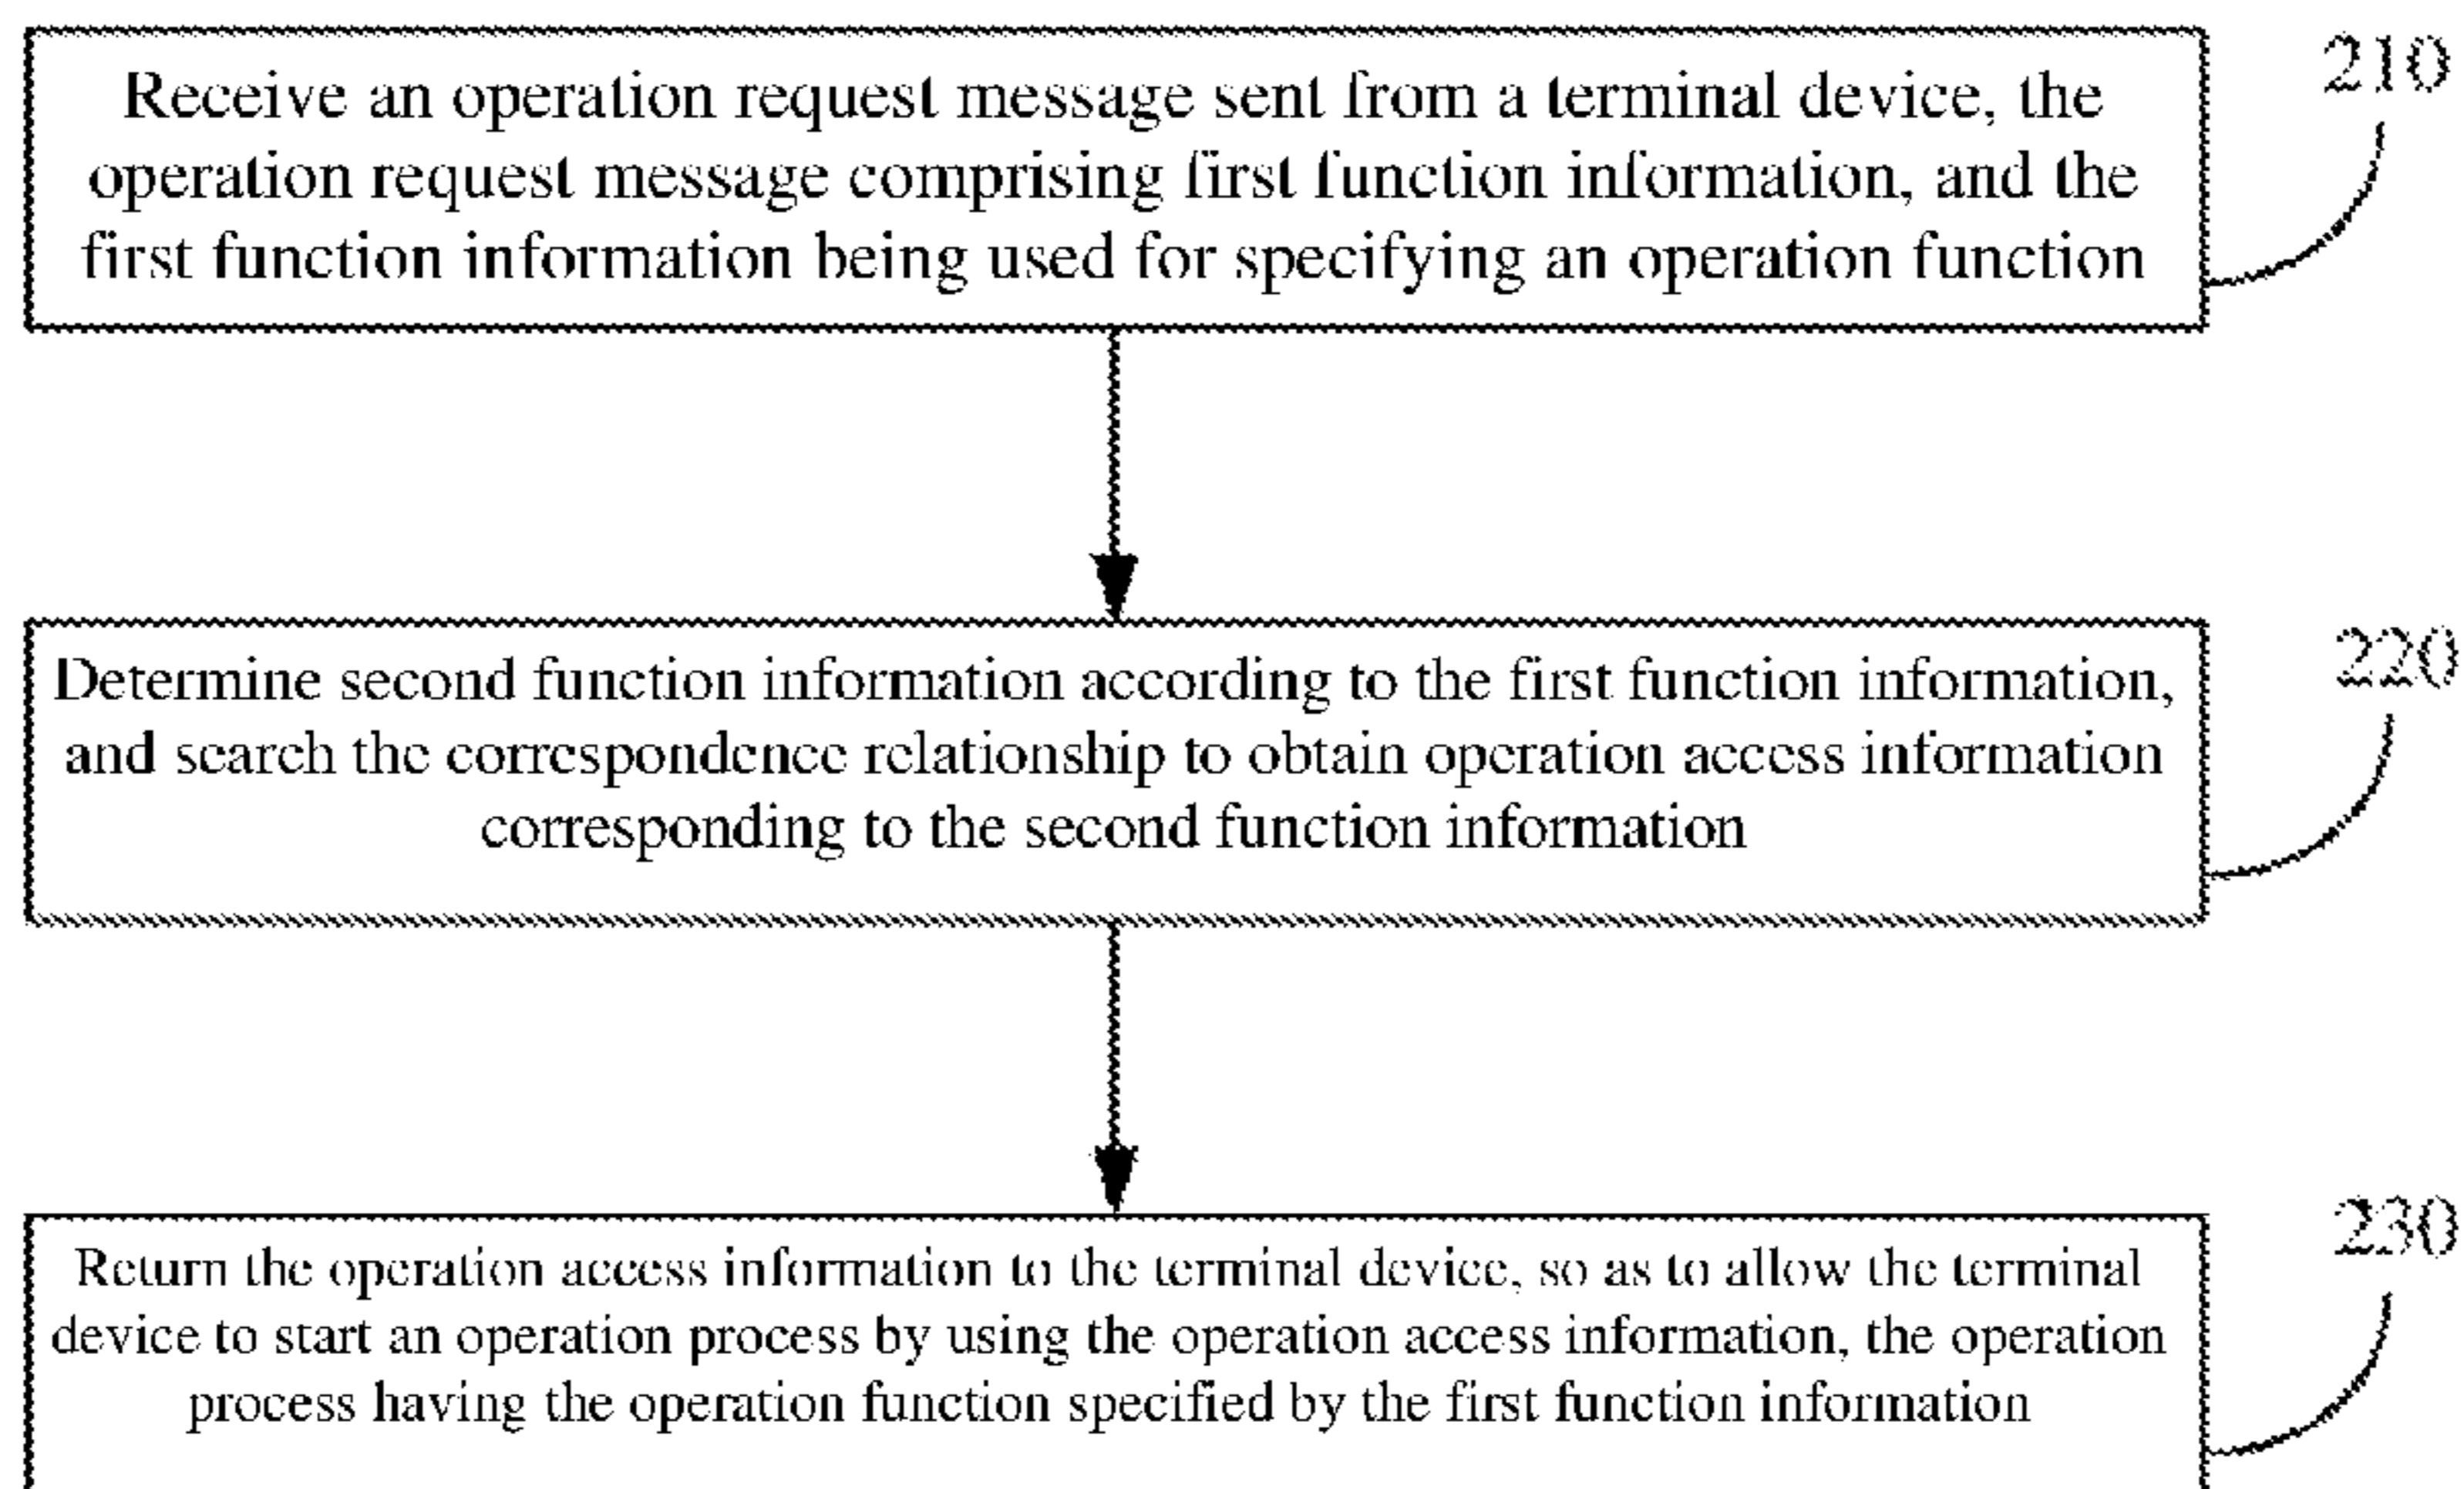 Receive an operation request message sent from a terminal device, the
operation request message comprising first function information, and the
first function information being used for specifying an operation function
210
Determine second function information according to the first function information,
and search the correspondence relationship to obtain operation access information
corresponding to the second function information
220
Return the operation access information to the terminal device, so as to allow the terminal
device to start an operation process by using the operation access information, the operation
process having the operation function specified by the first function information
230